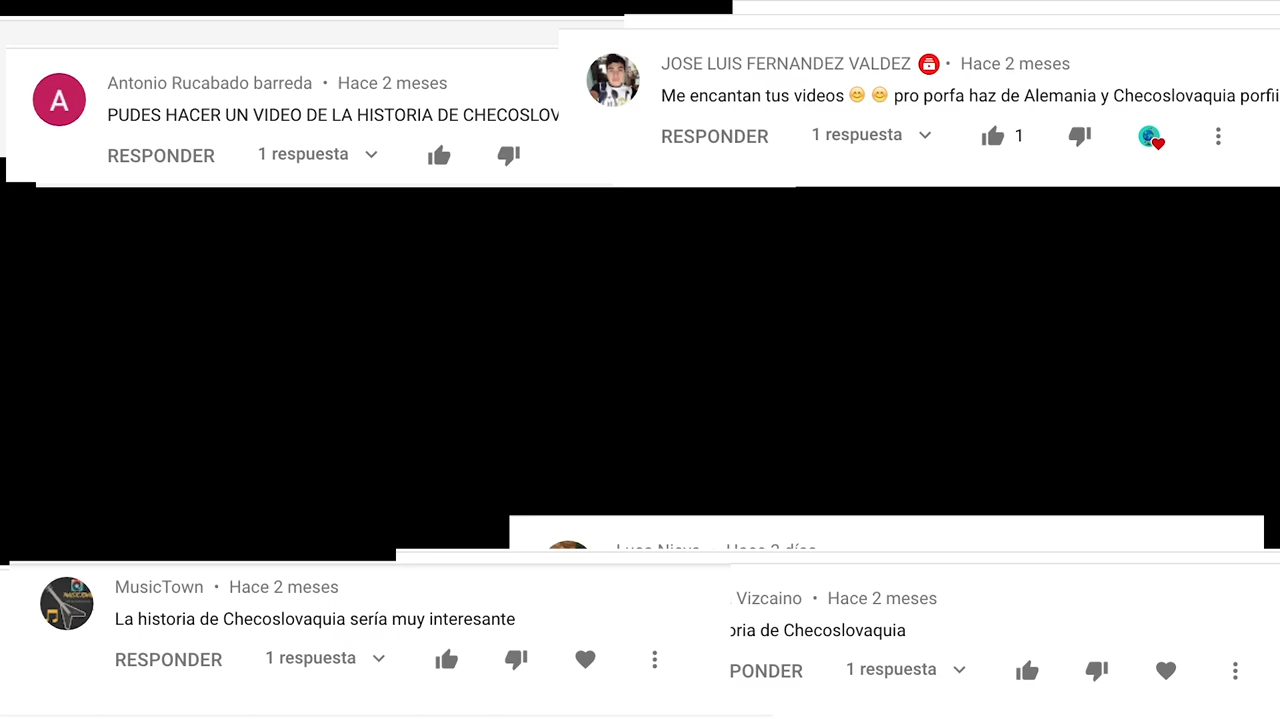 Antonio Rucabado barreda • Hace 2 meses
PUDES HACER UN VIDEO DE LA HISTORIA DE CHECOSLOV
RESPONDER 1 respuesta
JOSE LUIS FERNANDEZ VALDEZ • Hace 2 meses
Me encantan tus videos 😊 😊 pro porfa haz de Alemania y Checoslovaquia porfii
RESPONDER 1 respuesta 1
MusicTown • Hace 2 meses
La historia de Checoslovaquia sería muy interesante
RESPONDER 1 respuesta
Vizcaino • Hace 2 meses
oria de Checoslovaquia
PONDER 1 respuesta